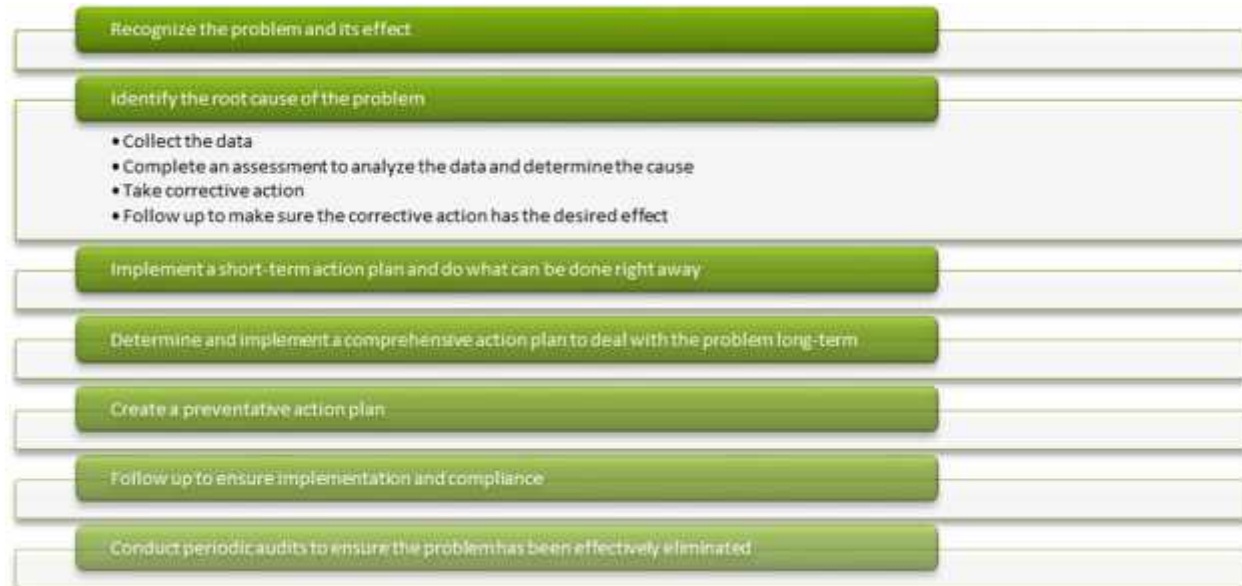 Recognize the problem and its effect
Identify the root cause of the problem
• Collect the data
• Complete an assessment to analyze the data and determine the cause
• Take corrective action
• Follow up to make sure the corrective action has the desired effect
Implement a short-term action plan and do what can be done right away
Determine and implement a comprehensive action plan to deal with the problem long-term
Create a preventative action plan
Follow up to ensure implementation and compliance
Conduct periodic audits to ensure the problem has been effectively eliminated